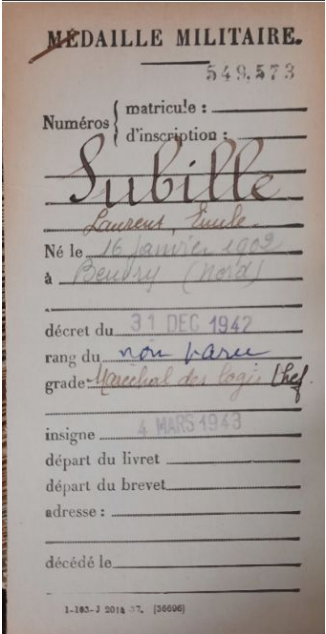 MÉDAILLE MILITAIRE.
549.573
Numéros { matricule :
d'inscription :
Subille
Laurent, Emile
Né le 16 janvier 1902
à Beuvry (Nord)
décret du 31 DEC 1942
rang du non paru
grade Maréchal des logis Chef
insigne 4 MARS 1943
départ du livret
départ du brevet
adresse :
décédé le
1-183-J 2018-37. [36696]